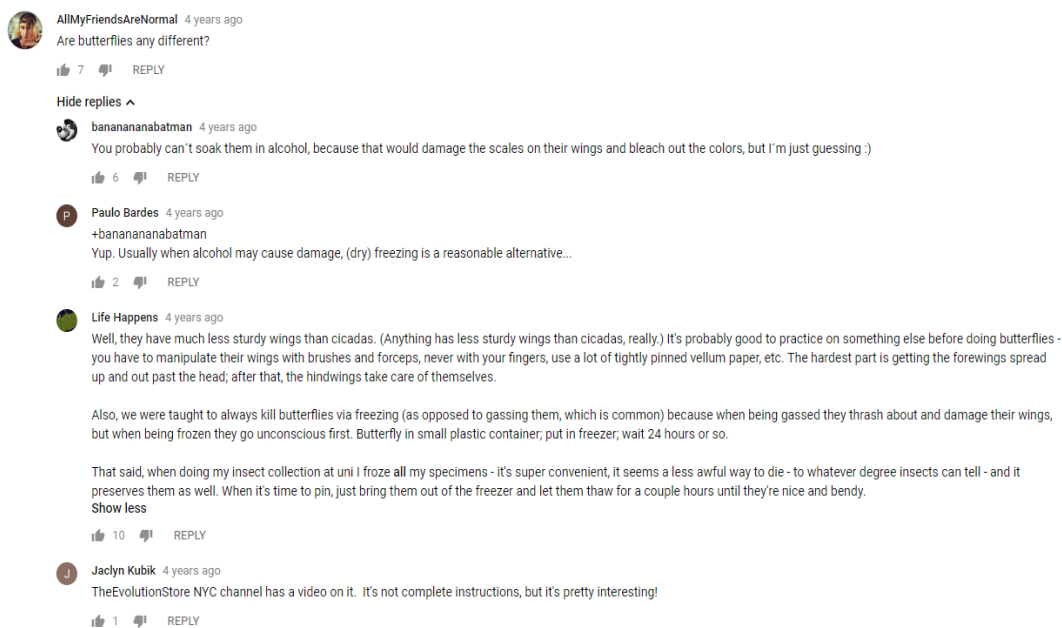 AllMyFriendsAreNormal 4 years ago
Are butterflies any different?
7 REPLY
Hide replies
bananananabatman 4 years ago
You probably can´t soak them in alcohol, because that would damage the scales on their wings and bleach out the colors, but I´m just guessing :)
6 REPLY
P
Paulo Bardes 4 years ago
+bananananabatman
Yup. Usually when alcohol may cause damage, (dry) freezing is a reasonable alternative...
2 REPLY
Life Happens 4 years ago
Well, they have much less sturdy wings than cicadas. (Anything has less sturdy wings than cicadas, really.) It's probably good to practice on something else before doing butterflies -
you have to manipulate their wings with brushes and forceps, never with your fingers, use a lot of tightly pinned vellum paper, etc. The hardest part is getting the forewings spread
up and out past the head; after that, the hindwings take care of themselves.
Also, we were taught to always kill butterflies via freezing (as opposed to gassing them, which is common) because when being gassed they thrash about and damage their wings,
but when being frozen they go unconscious first. Butterfly in small plastic container; put in freezer; wait 24 hours or so.
That said, when doing my insect collection at uni I froze all my specimens - it's super convenient, it seems a less awful way to die - to whatever degree insects can tell - and it
preserves them as well. When it's time to pin, just bring them out of the freezer and let them thaw for a couple hours until they're nice and bendy.
Show less
10 REPLY
J
Jaclyn Kubik 4 years ago
TheEvolutionStore NYC channel has a video on it. It's not complete instructions, but it's pretty interesting!
1 REPLY